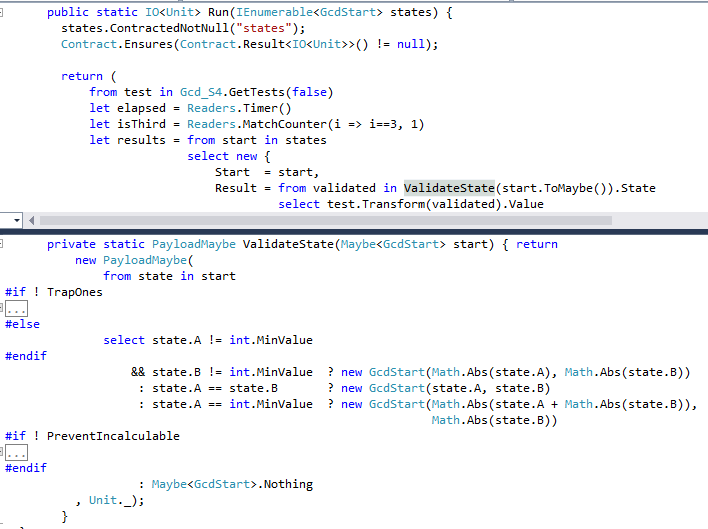 public static IO<Unit> Run(IEnumerable<GcdStart> states) {
states.ContractedNotNull("states");
Contract.Ensures(Contract.Result<IO<Unit>>() != null);
return (
from test in Gcd_S4.GetTests(false)
let elapsed = Readers.Timer()
let isThird = Readers.MatchCounter(i => i==3, 1)
let results = from start in states
select new {
Start  = start,
Result = from validated in ValidateState(start.ToMaybe()).State
select test.Transform(validated).Value
private static PayloadMaybe ValidateState(Maybe<GcdStart> start) { return
new PayloadMaybe(
from state in start
#if ! TrapOnes
...
#else
select state.A != int.MinValue
#endif
&& state.B != int.MinValue  ? new GcdStart(Math.Abs(state.A), Math.Abs(state.B))
: state.A == state.B       ? new GcdStart(state.A, state.B)
: state.A == int.MinValue  ? new GcdStart(Math.Abs(state.A + Math.Abs(state.B)),
Math.Abs(state.B))
#if ! PreventIncalculable
...
#endif
: Maybe<GcdStart>.Nothing
, Unit._);
}